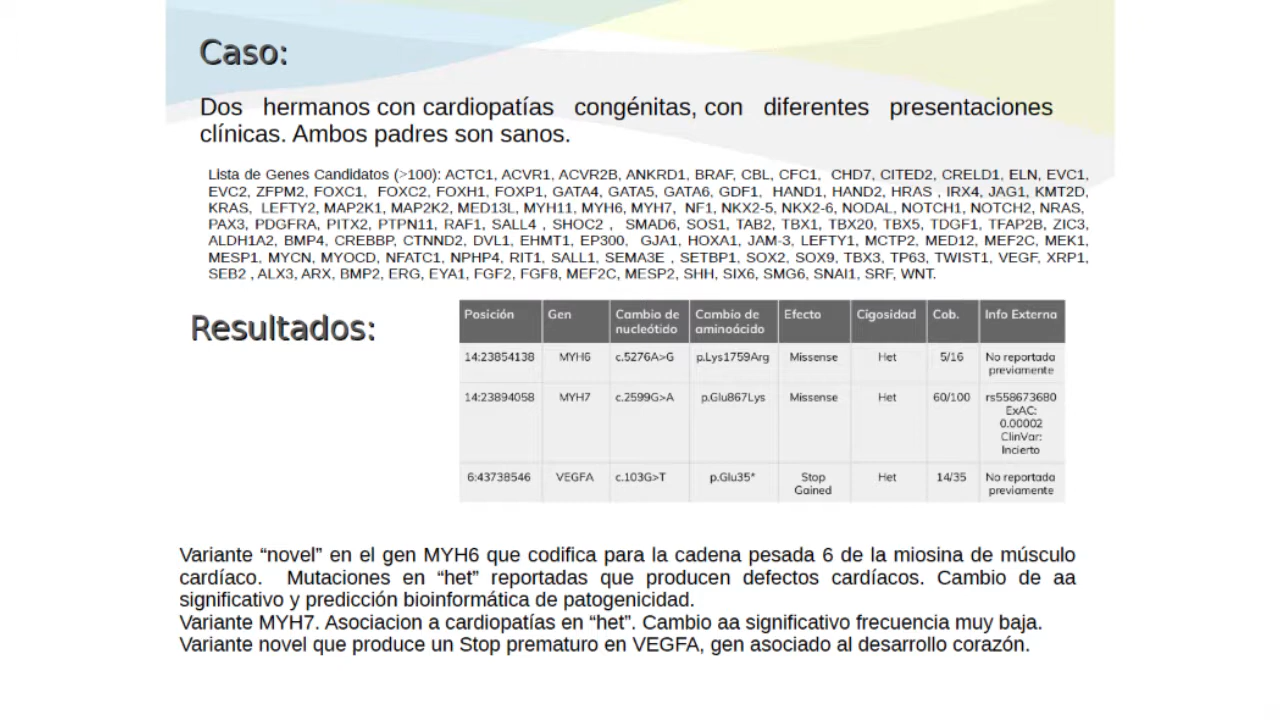 Caso:
Dos hermanos con cardiopatías congénitas, con diferentes presentaciones
clínicas. Ambos padres son sanos.
Lista de Genes Candidatos (>100): ACTC1, ACVR1, ACVR2B, ANKRD1, BRAF, CBL, CFC1, CHD7, CITED2, CRELD1, ELN, EVC1,
EVC2, ZFPM2, FOXC1, FOXC2, FOXH1, FOXP1, GATA4, GATA5, GATA6, GDF1, HAND1, HAND2, HRAS , IRX4, JAG1, KMT2D,
KRAS, LEFTY2, MAP2K1, MAP2K2, MED13L, MYH11, MYH6, MYH7, NF1, NKX2-5, NKX2-6, NODAL, NOTCH1, NOTCH2, NRAS,
PAX3, PDGFRA, PITX2, PTPN11, RAF1, SALL4 , SHOC2 , SMAD6, SOS1, TAB2, TBX1, TBX20, TBX5, TDGF1, TFAP2B, ZIC3,
ALDH1A2, BMP4, CREBBP, CTNND2, DVL1, EHMT1, EP300, GJA1, HOXA1, JAM-3, LEFTY1, MCTP2, MED12, MEF2C, MEK1,
MESP1, MYCN, MYOCD, NFATC1, NPHP4, RIT1, SALL1, SEMA3E , SETBP1, SOX2, SOX9, TBX3, TP63, TWIST1, VEGF, XRP1,
SEB2 , ALX3, ARX, BMP2, ERG, EYA1, FGF2, FGF8, MEF2C, MESP2, SHH, SIX6, SMG6, SNAI1, SRF, WNT.
Resultados:
Posición Gen Cambio de nucleótido Cambio de aminoácido Efecto Cigosidad Cob. Info Externa
14:23854138 MYH6 c.5276A>G p.Lys1759Arg Missense Het 5/16 No reportada
previamente
14:23894058 MYH7 c.2599G>A p.Glu867Lys Missense Het 60/100 rs558673680
ExAC:
0.00002
ClinVar:
Incierto
6:43738546 VEGFA c.103G>T p.Glu35* Stop Gained Het 14/35 No reportada
previamente
Variante “novel” en el gen MYH6 que codifica para la cadena pesada 6 de la miosina de músculo
cardíaco. Mutaciones en “het” reportadas que producen defectos cardíacos. Cambio de aa
significativo y predicción bioinformática de patogenicidad.
Variante MYH7. Asociacion a cardiopatías en “het”. Cambio aa significativo frecuencia muy baja.
Variante novel que produce un Stop prematuro en VEGFA, gen asociado al desarrollo corazón.